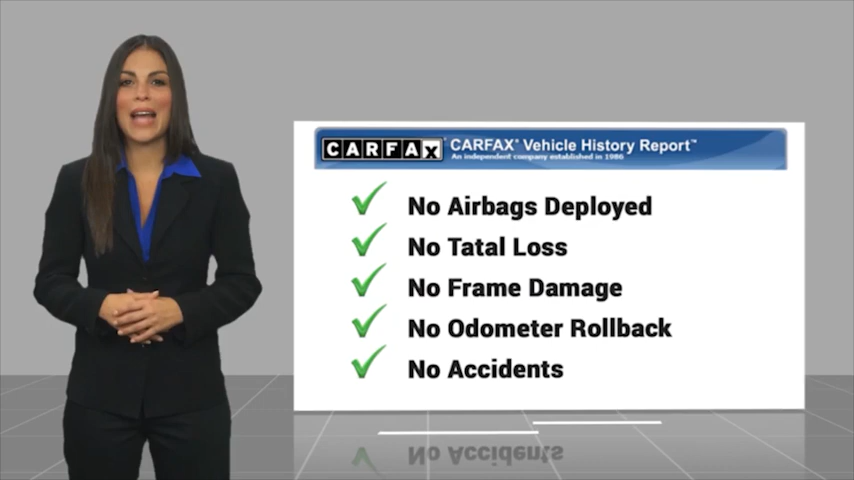 CARFAX CARFAX® Vehicle History Report™
An independent company established in 1986
No Airbags Deployed
No Tatal Loss
No Frame Damage
No Odometer Rollback
No Accidents
No Accidents